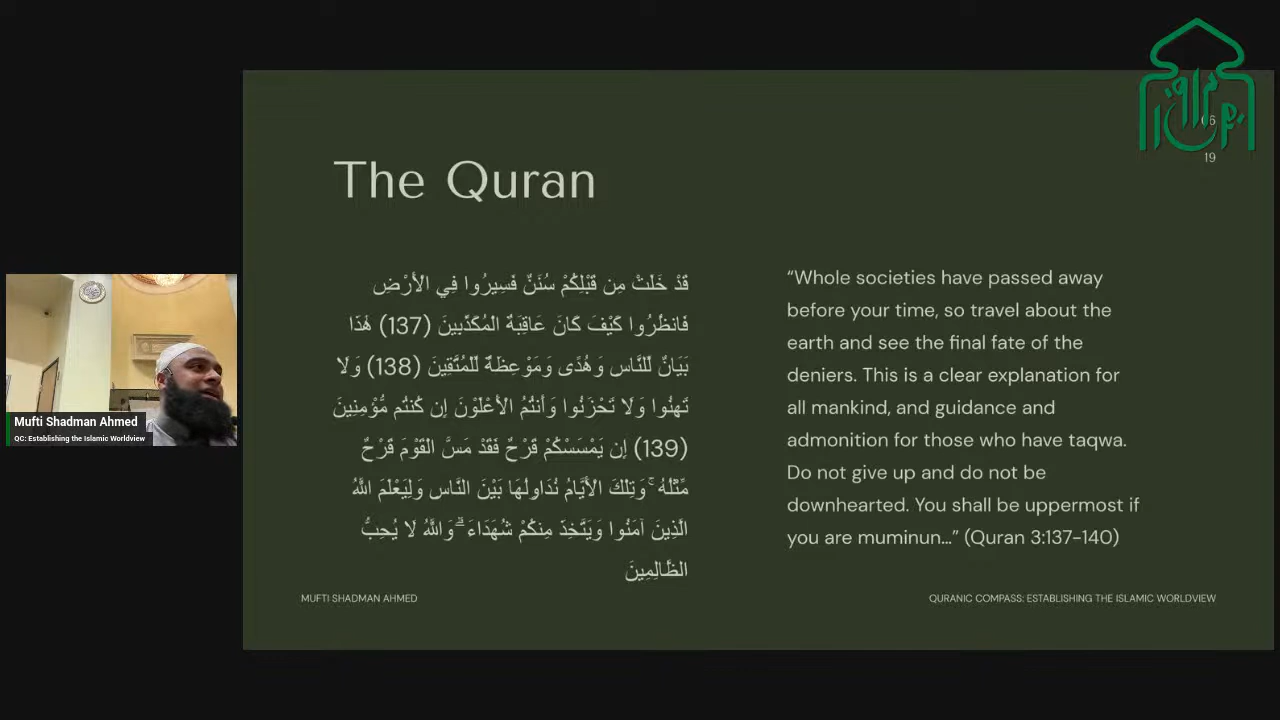 06
19
The Quran
قَدْ خَلَتْ مِن قَبْلِكُمْ سُنَنٌ فَسِيرُوا فِي الْأَرْضِ
فَانظُرُوا كَيْفَ كَانَ عَاقِبَةُ الْمُكَذِّبِينَ (137) هَٰذَا
بَيَانٌ لِّلنَّاسِ وَهُدًى وَمَوْعِظَةٌ لِّلْمُتَّقِينَ (138) وَلَا
تَهِنُوا وَلَا تَحْزَنُوا وَأَنتُمُ الْأَعْلَوْنَ إِن كُنتُم مُّؤْمِنِينَ
(139) إِن يَمْسَسْكُمْ قَرْحٌ فَقَدْ مَسَّ الْقَوْمَ قَرْحٌ
مِّثْلُهُ ۚ وَتِلْكَ الْأَيَّامُ نُدَاوِلُهَا بَيْنَ النَّاسِ وَلِيَعْلَمَ اللَّهُ
الَّذِينَ آمَنُوا وَيَتَّخِذَ مِنكُمْ شُهَدَاءَ ۗ وَاللَّهُ لَا يُحِبُّ
الظَّالِمِينَ
“Whole societies have passed away
before your time, so travel about the
earth and see the final fate of the
deniers. This is a clear explanation for
all mankind, and guidance and
admonition for those who have taqwa.
Do not give up and do not be
downhearted. You shall be uppermost if
you are muminun...” (Quran 3:137-140)
Mufti Shadman Ahmed
QC: Establishing the Islamic Worldview
MUFTI SHADMAN AHMED
QURANIC COMPASS: ESTABLISHING THE ISLAMIC WORLDVIEW